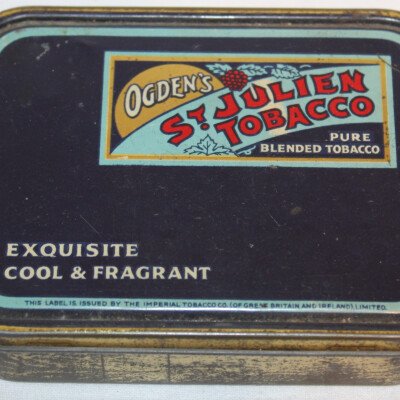 OGDEN'S
ST JULIEN
TOBACCO
PURE
BLENDED TOBACCO
EXQUISITE
COOL & FRAGRANT
THIS LABEL IS ISSUED BY THE IMPERIAL TOBACCO CO. (OF GREAT BRITAIN AND IRELAND), LIMITED.